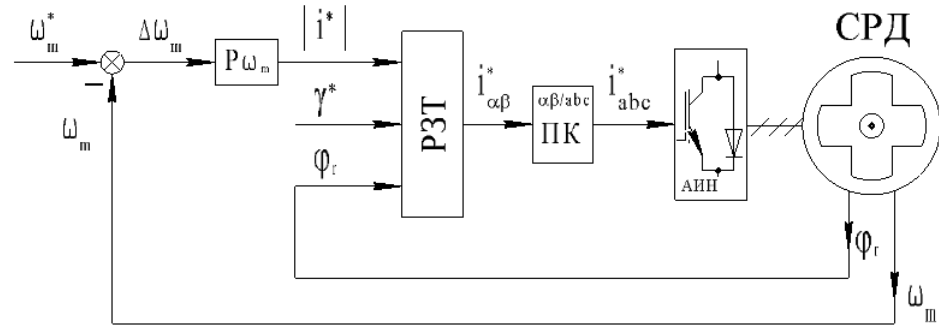 ω*m
Δωm
|i*|
СРД
Pωm
γ*
φr
РЗТ
i*αβ
αβ/abc
ПК
i*abc
АИН
–
ωm
φr
ωm